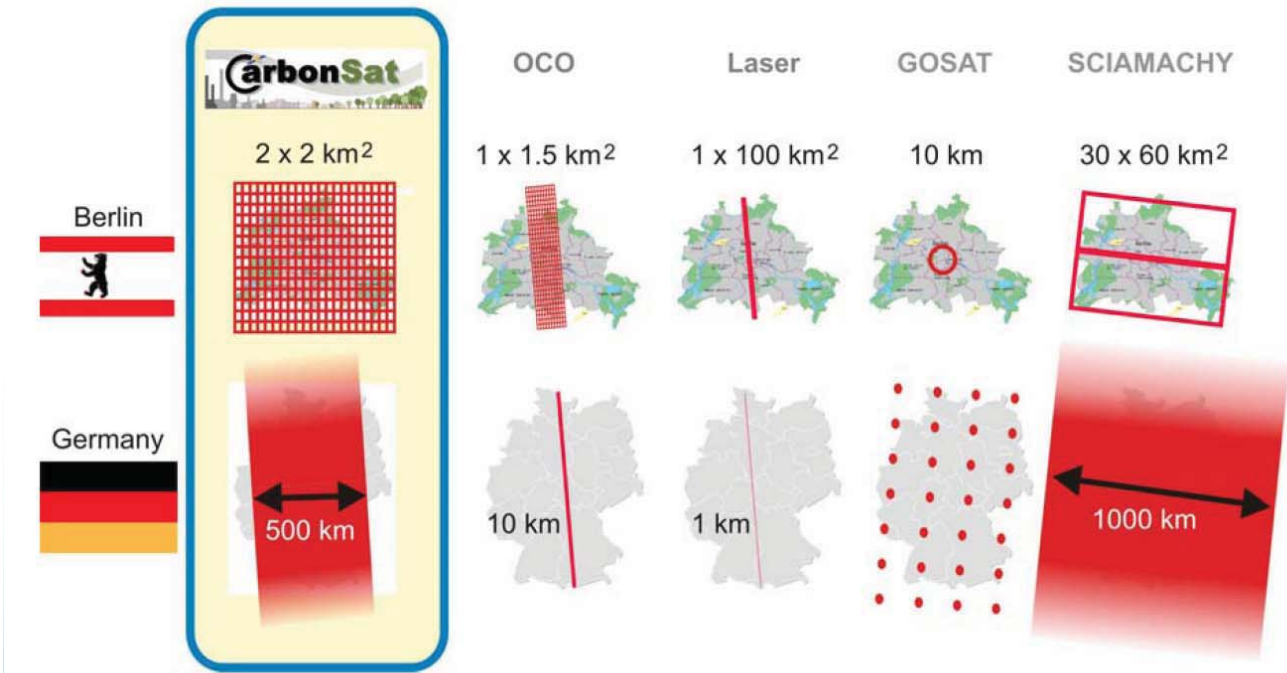 CarbonSat
OCO
Laser
GOSAT
SCIAMACHY
2 x 2 km²
1 x 1.5 km²
1 x 100 km²
10 km
30 x 60 km²
Berlin
Germany
500 km
10 km
1 km
1000 km